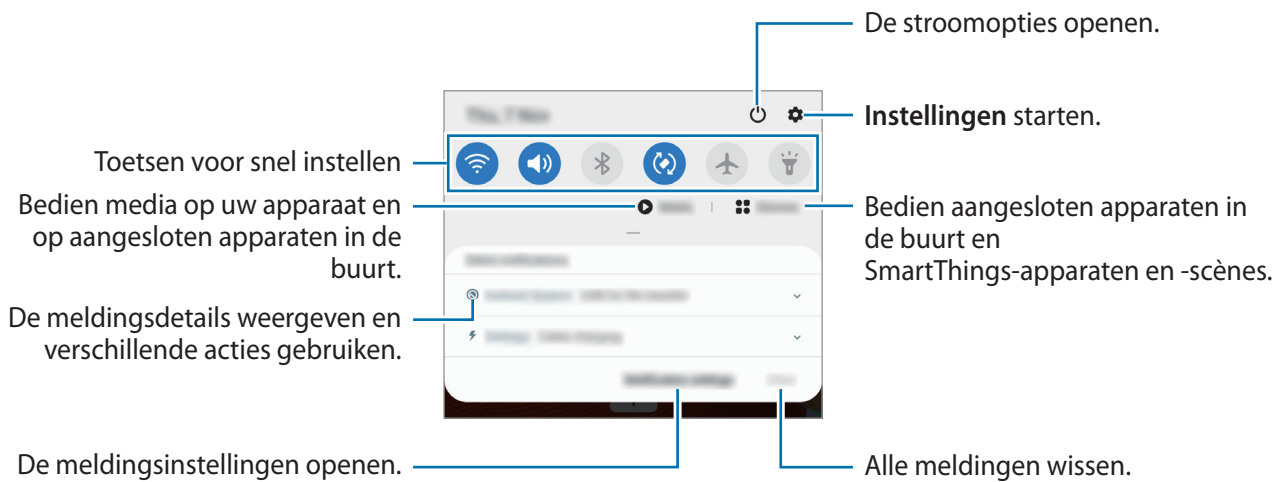 De stroomopties openen.
Instellingen starten.
Toetsen voor snel instellen
Bedien media op uw apparaat en
op aangesloten apparaten in de
buurt.
Bedien aangesloten apparaten in
de buurt en
SmartThings-apparaten en -scènes.
De meldingsdetails weergeven en
verschillende acties gebruiken.
De meldingsinstellingen openen.
Alle meldingen wissen.